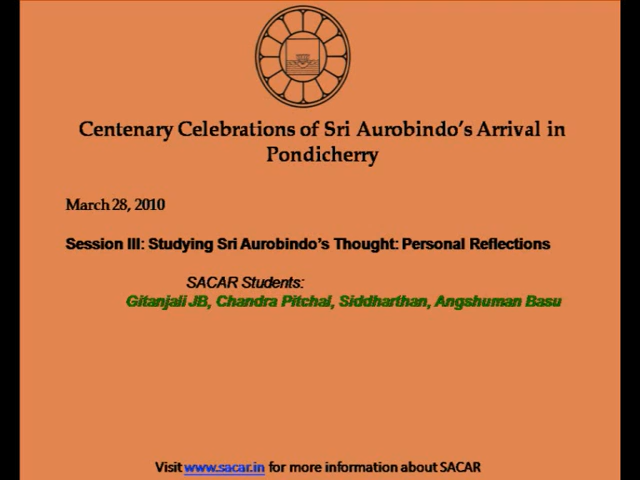 Centenary Celebrations of Sri Aurobindo's Arrival in
Pondicherry
March 28, 2010
Session III: Studying Sri Aurobindo's Thought: Personal Reflections
SACAR Students:
Gitanjali JB, Chandra Pitchal, Siddharthan, Angshuman Basu
Visit www.sacar.in for more information about SACAR